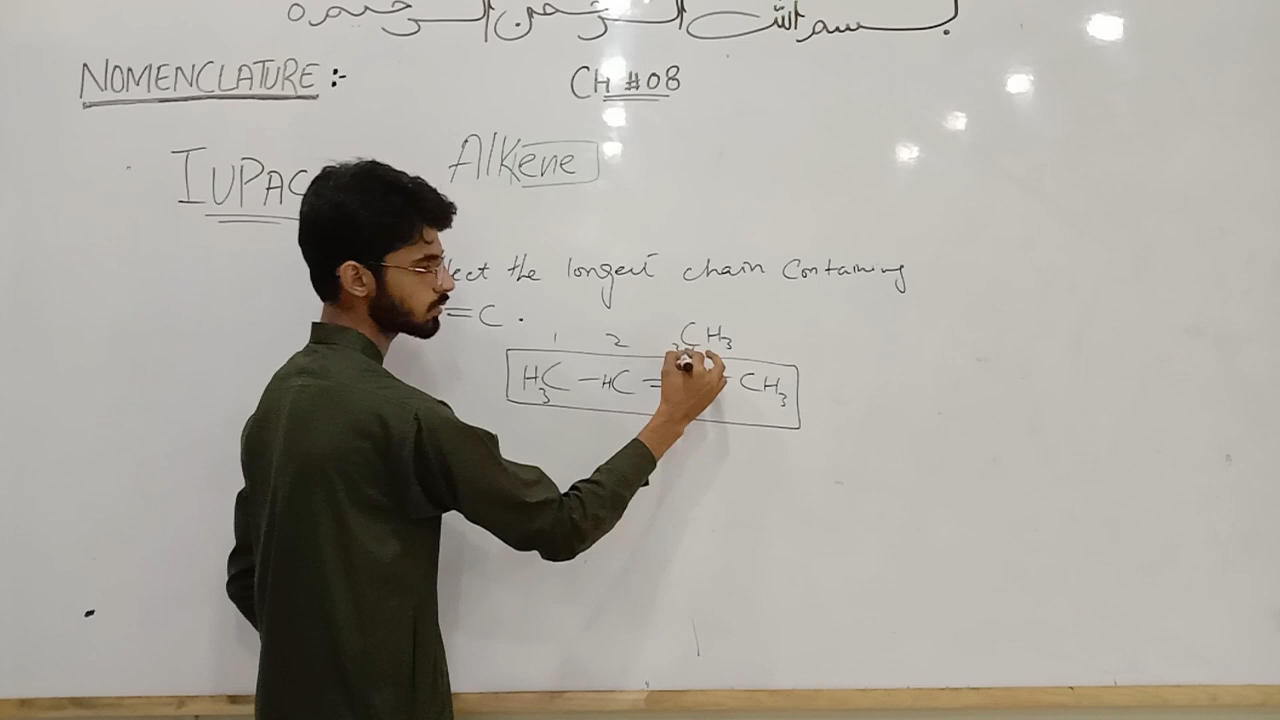 بسم الله الرحمن الرحيم
NOMENCLATURE :- CH #08
IUPAC Alkene
lect the longest chain Containing
=C .
1 2 3 CH3
H3C - HC = - CH3